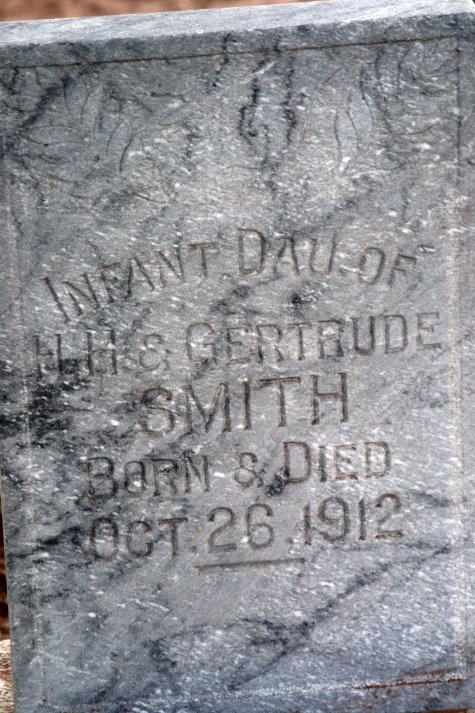 INFANT DAU. OF
H.H. & GERTRUDE
SMITH
BORN & DIED
OCT 26. 1912